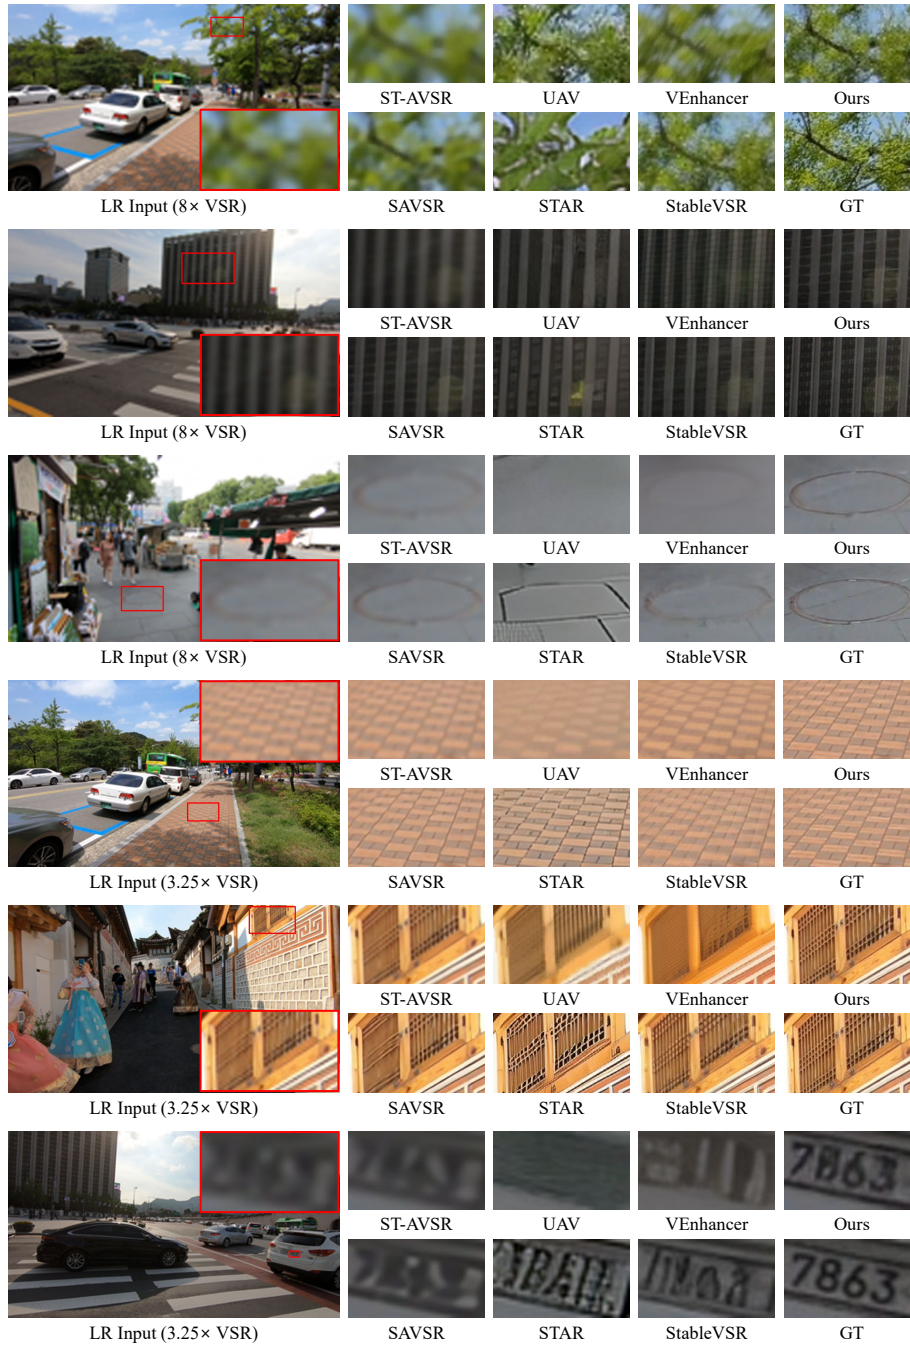 ST-AVSR UAV VEnhancer Ours
LR Input (8× VSR) SAVSR STAR StableVSR GT
ST-AVSR UAV VEnhancer Ours
LR Input (8× VSR) SAVSR STAR StableVSR GT
ST-AVSR UAV VEnhancer Ours
LR Input (8× VSR) SAVSR STAR StableVSR GT
ST-AVSR UAV VEnhancer Ours
LR Input (3.25× VSR) SAVSR STAR StableVSR GT
ST-AVSR UAV VEnhancer Ours
LR Input (3.25× VSR) SAVSR STAR StableVSR GT
7863
ST-AVSR UAV VEnhancer Ours
7863
LR Input (3.25× VSR) SAVSR STAR StableVSR GT